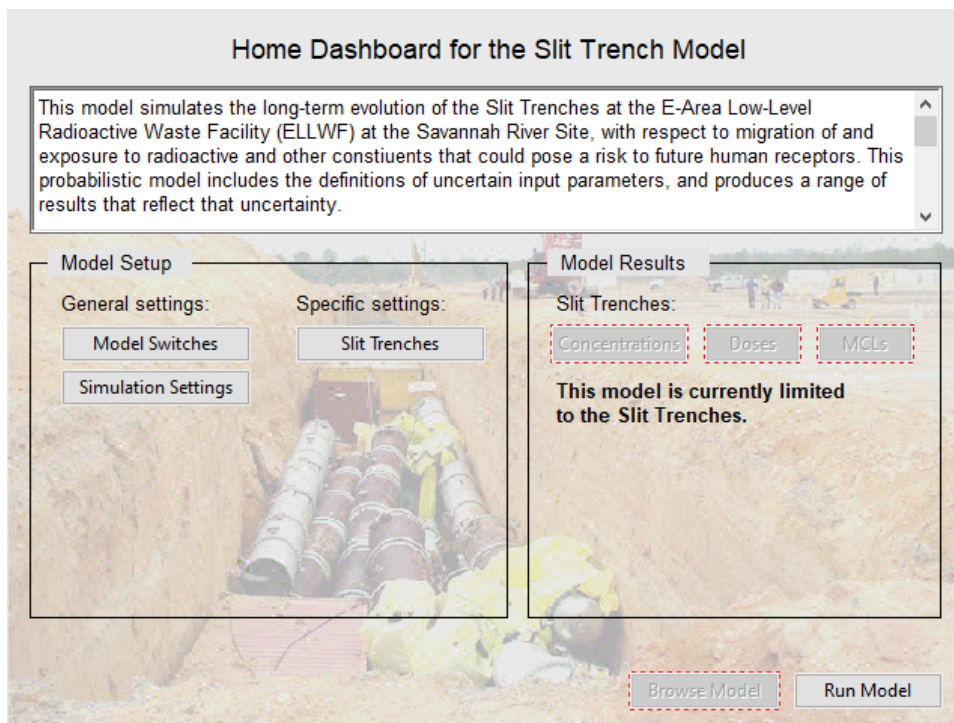 Home Dashboard for the Slit Trench Model
This model simulates the long-term evolution of the Slit Trenches at the E-Area Low-Level
Radioactive Waste Facility (ELLWF) at the Savannah River Site, with respect to migration of and
exposure to radioactive and other constiuents that could pose a risk to future human receptors. This
probabilistic model includes the definitions of uncertain input parameters, and produces a range of
results that reflect that uncertainty.
Model Setup
General settings:
Specific settings:
Model Switches
Slit Trenches
Simulation Settings
Model Results
Slit Trenches:
Concentrations
Doses
MCLs
This model is currently limited
to the Slit Trenches.
Browse Model
Run Model